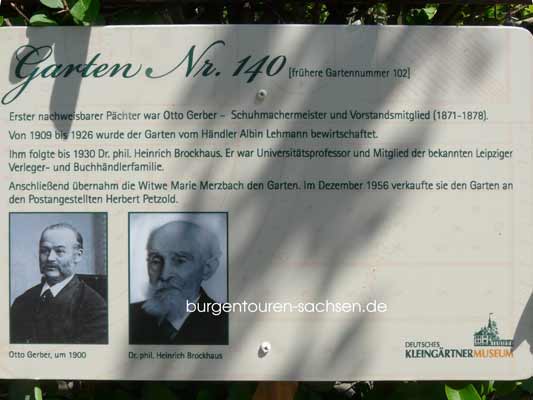 Garten Nr. 140 [frühere Gartennummer 102]
Erster nachweisbarer Pächter war Otto Gerber – Schuhmachermeister und Vorstandsmitglied (1871-1878).
Von 1909 bis 1926 wurde der Garten vom Händler Albin Lehmann bewirtschaftet.
Ihm folgte bis 1930 Dr. phil. Heinrich Brockhaus. Er war Universitätsprofessor und Mitglied der bekannten Leipziger
Verleger- und Buchhändlerfamilie.
Anschließend übernahm die Witwe Marie Merzbach den Garten. Im Dezember 1956 verkaufte sie den Garten an
den Postangestellten Herbert Petzold.
burgentouren-sachsen.de
Otto Gerber, um 1900
Dr. phil. Heinrich Brockhaus
DEUTSCHES
KLEINGÄRTNERMUSEUM